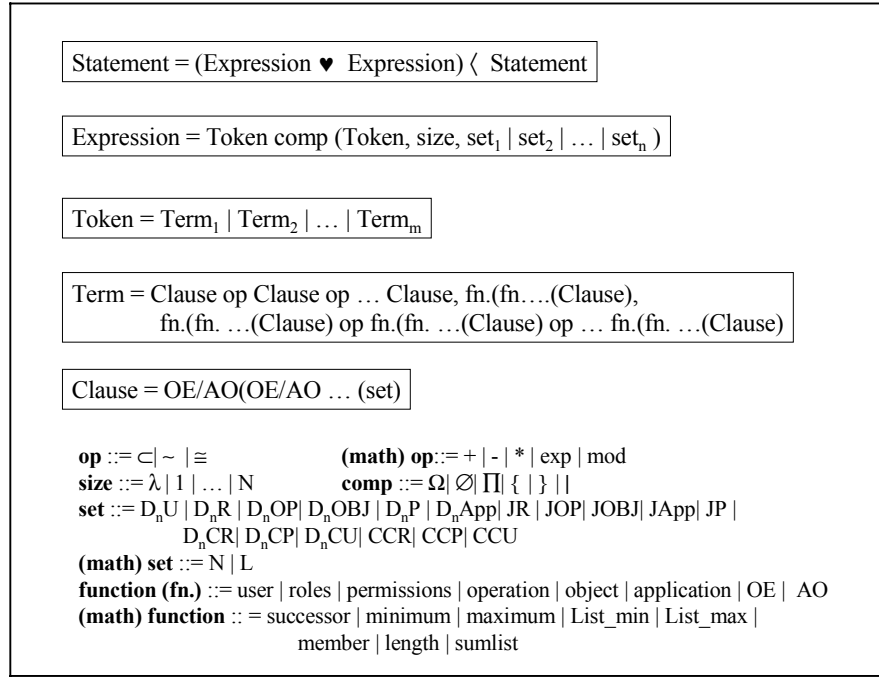 Statement = (Expression ♥ Expression) 〈 Statement
Expression = Token comp (Token, size, set₁ | set₂ | … | setₙ )
Token = Term₁ | Term₂ | … | Termₘ
Term = Clause op Clause op … Clause, fn.(fn….(Clause),
fn.(fn. …(Clause) op fn.(fn. …(Clause) op … fn.(fn. …(Clause)
Clause = OE/AO(OE/AO … (set)
op ::= ⊂| ~ | ≅ (math) op::= + | - | * | exp | mod
size ::= λ | 1 | … | N comp ::= Ω| ∅| ∏| { | } | |
set ::= DₙU | DₙR | DₙOP| DₙOBJ | DₙP | DₙApp| JR | JOP| JOBJ| JApp| JP |
DₙCR| DₙCP| DₙCU| CCR| CCP| CCU
(math) set ::= N | L
function (fn.) ::= user | roles | permissions | operation | object | application | OE | AO
(math) function :: = successor | minimum | maximum | List_min | List_max |
member | length | sumlist